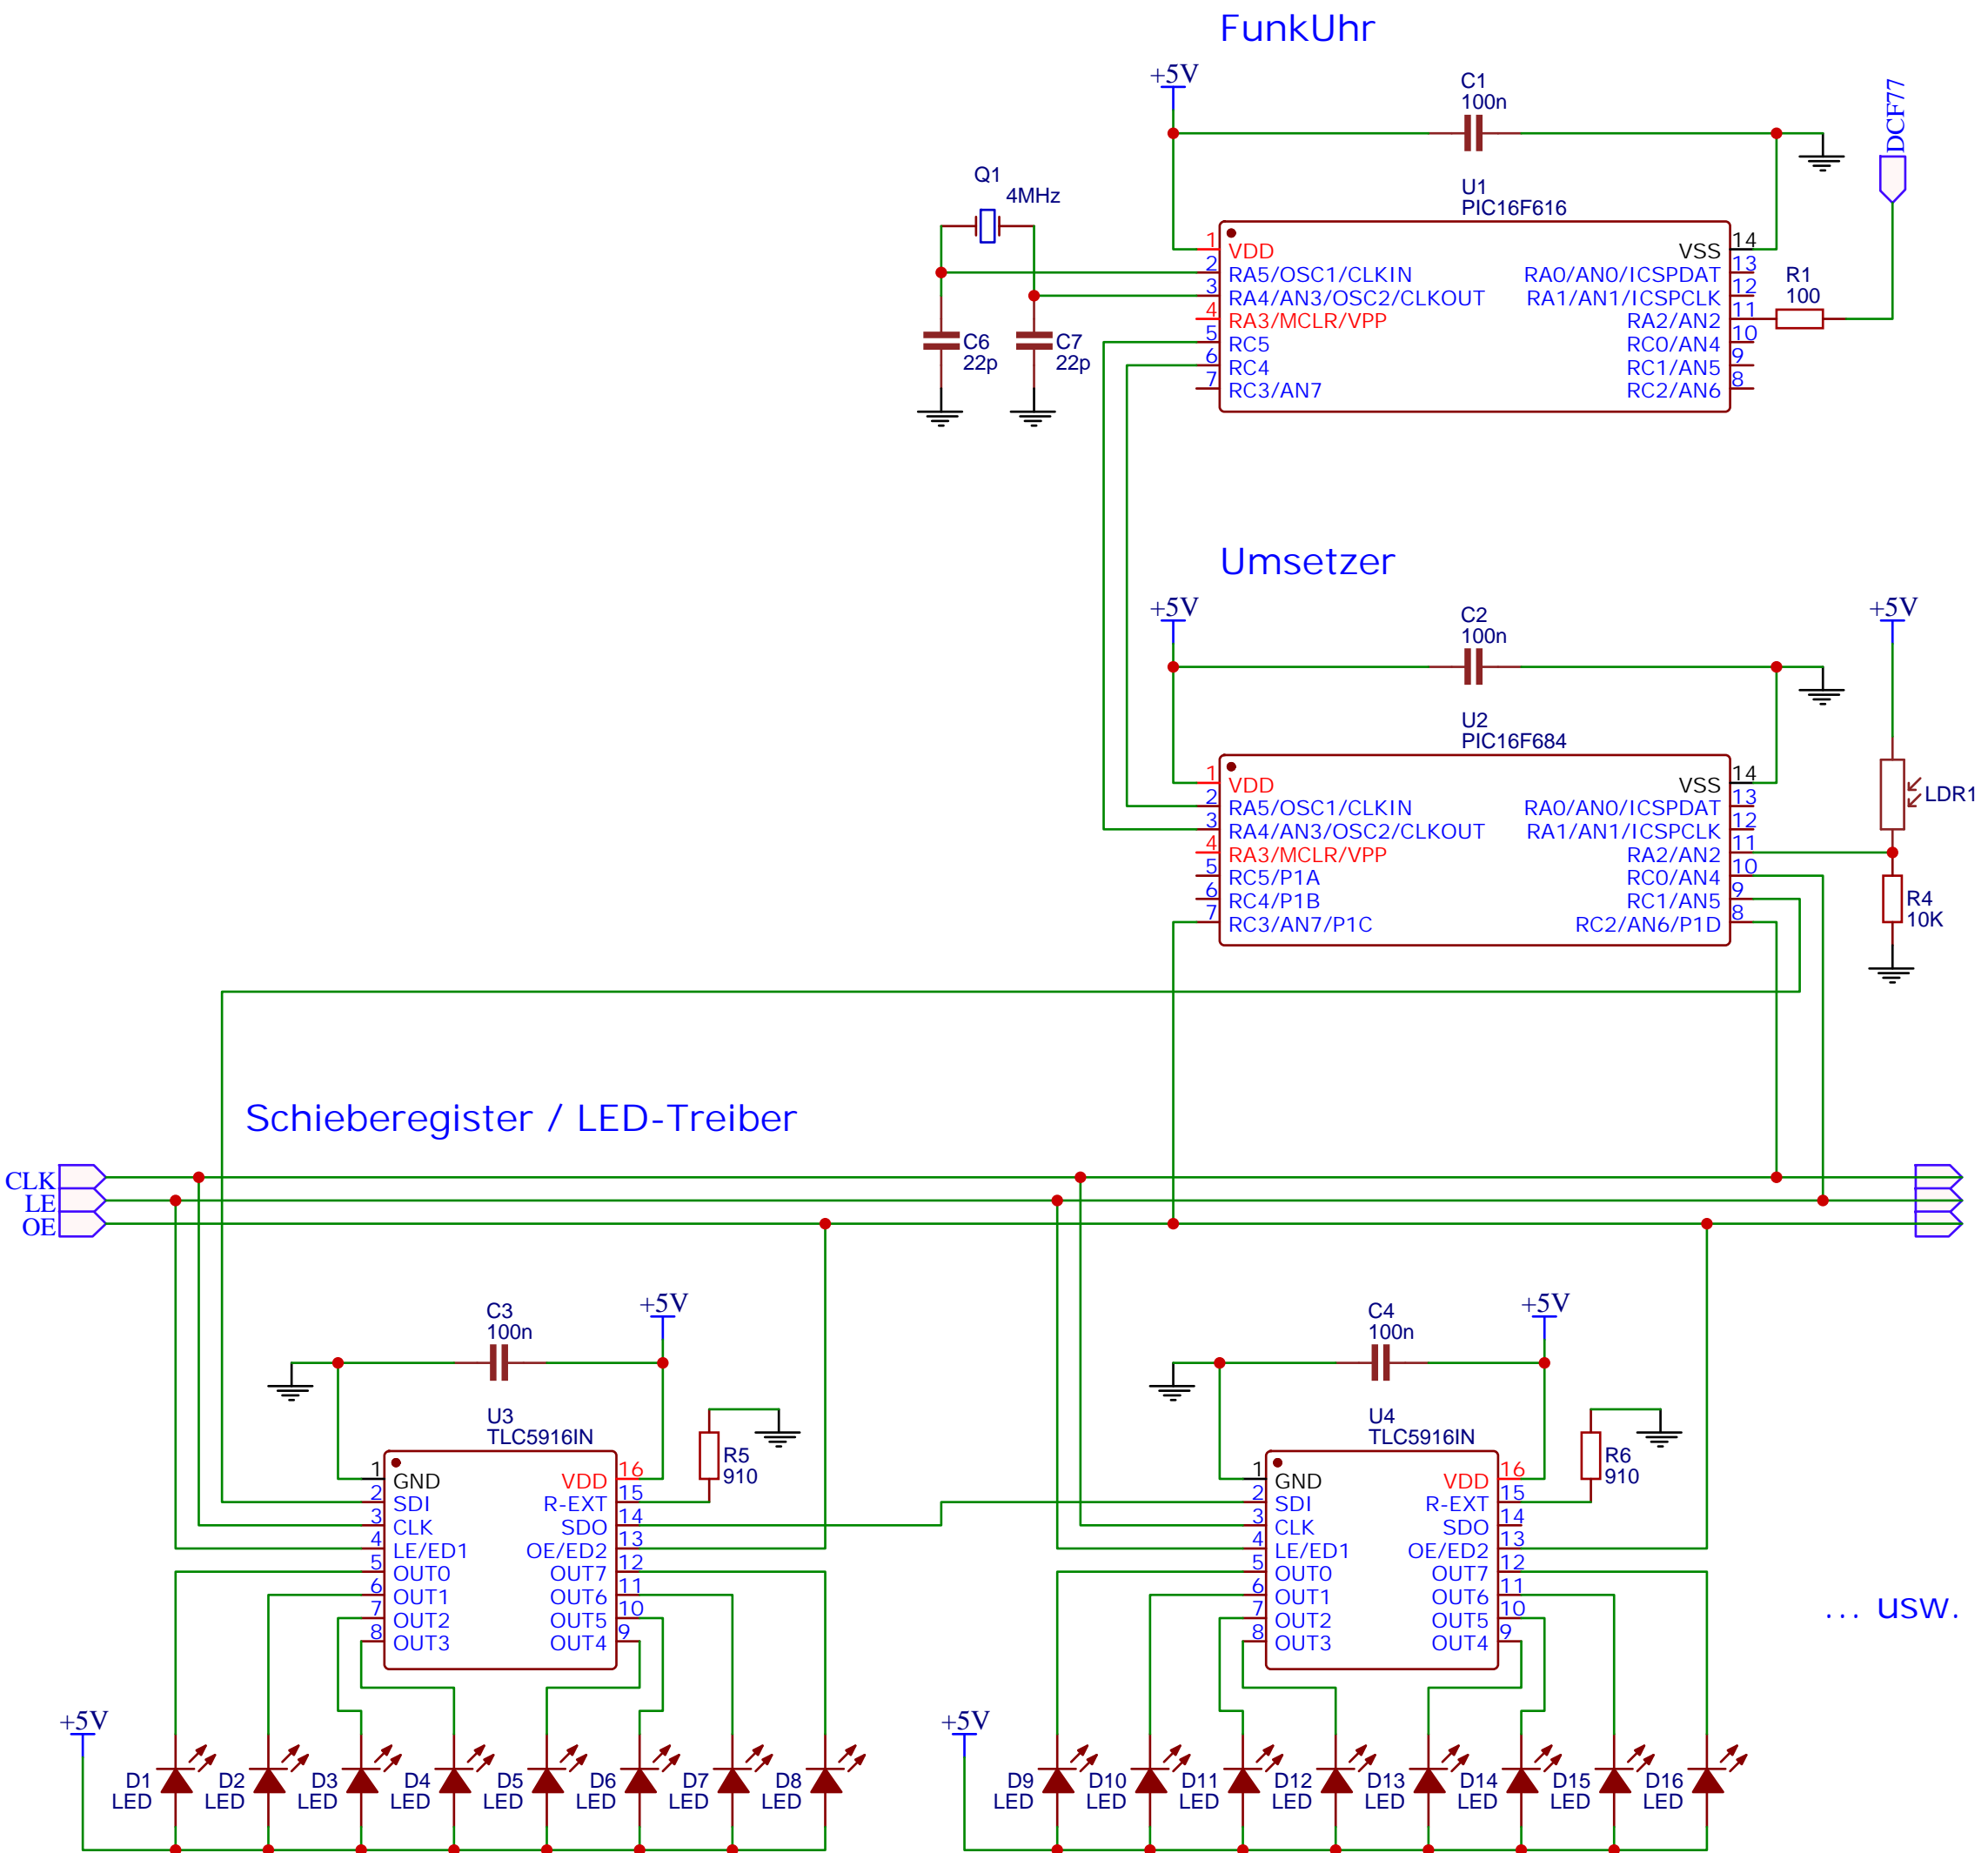 FunkUhr
+5V
C1
100n
DCF77
Q1
4MHz
U1
PIC16F616
1
VDD
2
RA5/OSC1/CLKIN
3
RA4/AN3/OSC2/CLKOUT
4
RA3/MCLR/VPP
5
RC5
6
RC4
7
RC3/AN7
VSS
14
RA0/AN0/ICSPDAT
13
RA1/AN1/ICSPCLK
12
RA2/AN2
11
RC0/AN4
10
RC1/AN5
9
RC2/AN6
8
R1
100
C6
22p
C7
22p
Umsetzer
+5V
C2
100n
+5V
U2
PIC16F684
1
VDD
2
RA5/OSC1/CLKIN
3
RA4/AN3/OSC2/CLKOUT
4
RA3/MCLR/VPP
5
RC5/P1A
6
RC4/P1B
7
RC3/AN7/P1C
VSS
14
RA0/AN0/ICSPDAT
13
RA1/AN1/ICSPCLK
12
RA2/AN2
11
RC0/AN4
10
RC1/AN5
9
RC2/AN6/P1D
8
LDR1
R4
10K
Schieberegister / LED-Treiber
CLK
LE
OE
C3
100n
+5V
U3
TLC5916IN
R5
910
1
GND
2
SDI
3
CLK
4
LE/ED1
5
OUT0
6
OUT1
7
OUT2
8
OUT3
VDD
16
R-EXT
15
SDO
14
OE/ED2
13
OUT7
12
OUT6
11
OUT5
10
OUT4
9
C4
100n
+5V
U4
TLC5916IN
R6
910
1
GND
2
SDI
3
CLK
4
LE/ED1
5
OUT0
6
OUT1
7
OUT2
8
OUT3
VDD
16
R-EXT
15
SDO
14
OE/ED2
13
OUT7
12
OUT6
11
OUT5
10
OUT4
9
... usw.
+5V
D1
LED
D2
LED
D3
LED
D4
LED
D5
LED
D6
LED
D7
LED
D8
LED
+5V
D9
LED
D10
LED
D11
LED
D12
LED
D13
LED
D14
LED
D15
LED
D16
LED